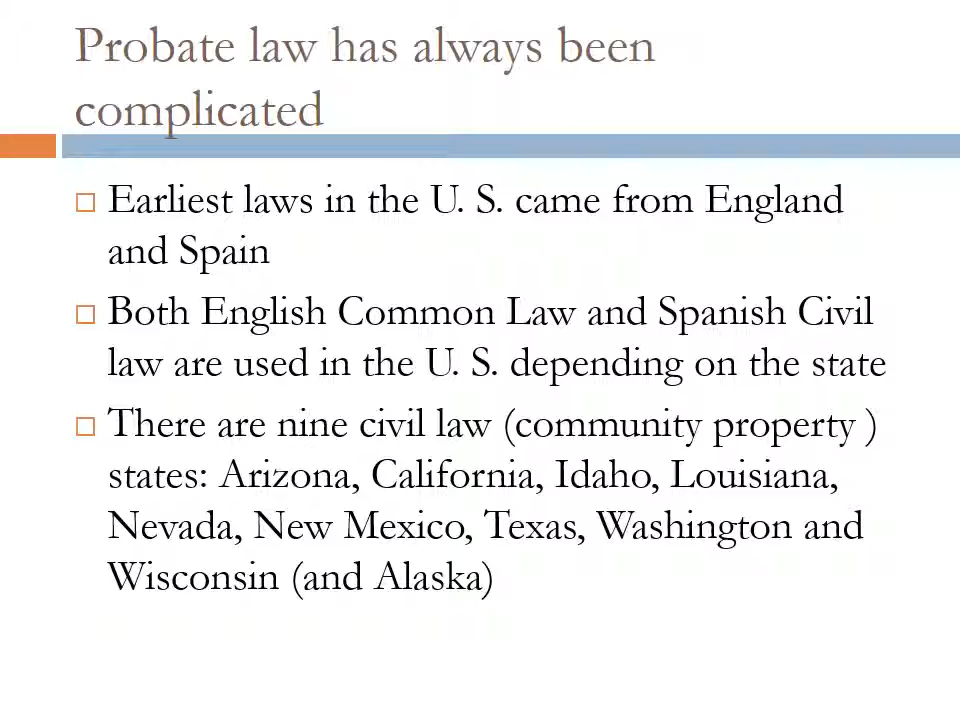 Probate law has always been
complicated
Earliest laws in the U. S. came from England
and Spain
Both English Common Law and Spanish Civil
law are used in the U. S. depending on the state
There are nine civil law (community property )
states: Arizona, California, Idaho, Louisiana,
Nevada, New Mexico, Texas, Washington and
Wisconsin (and Alaska)